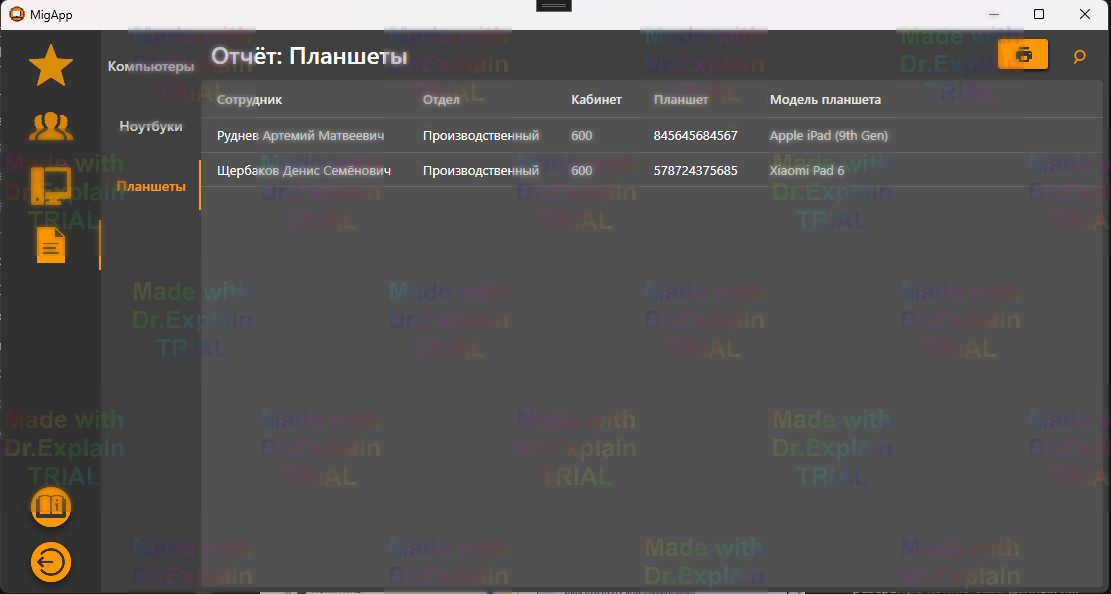 MigApp
Компьютеры
Ноутбуки
Планшеты
Отчёт: Планшеты
Сотрудник Отдел Кабинет Планшет Модель планшета
Руднев Артемий Матвеевич Производственный 600 845645684567 Apple iPad (9th Gen)
Щербаков Денис Семёнович Производственный 600 578724375685 Xiaomi Pad 6
Made with
Dr.Explain
TRIAL